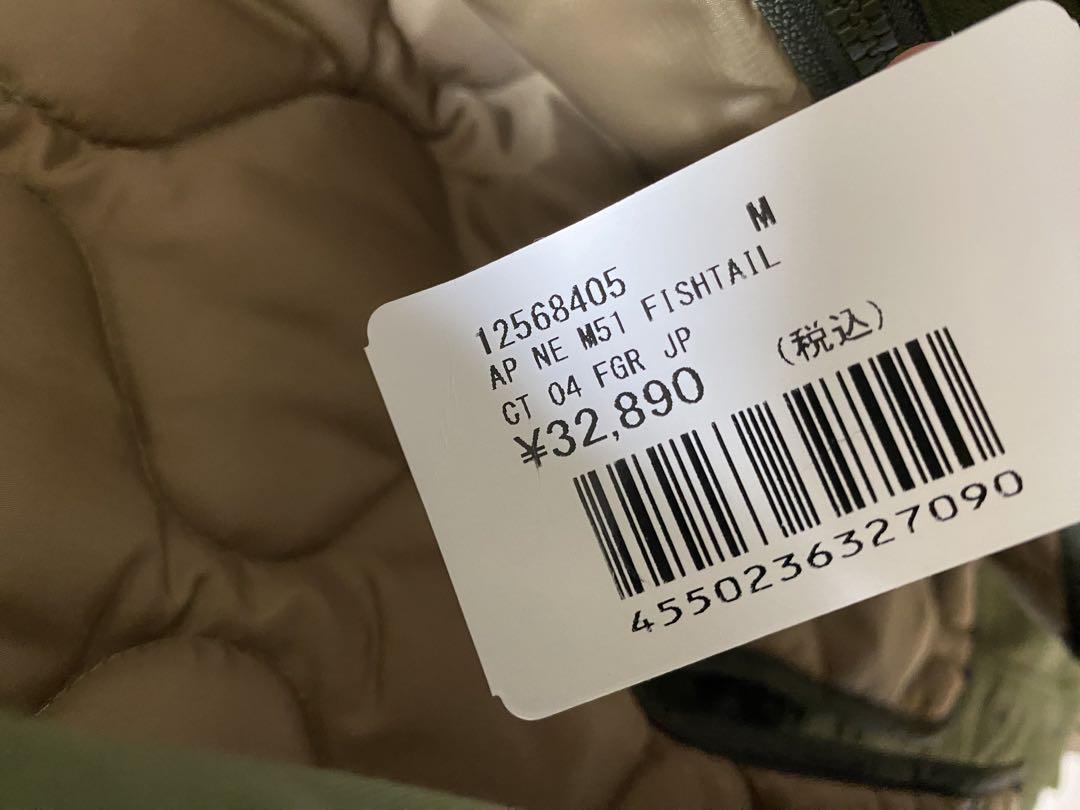 M
12568405
AP NE M51 FISHTAIL
CT 04 FGR JP
¥32,890 (税込)
4550236327090